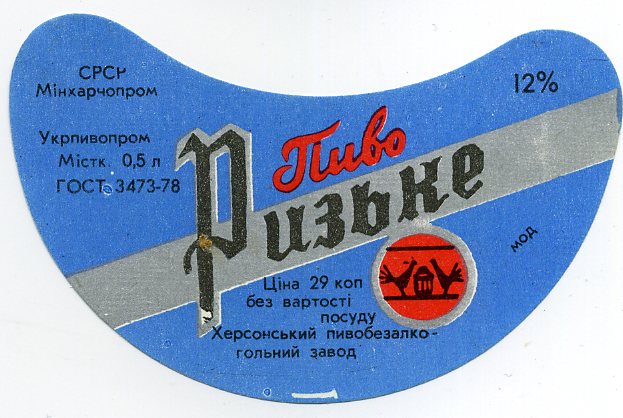 СРСР
Мінхарчопром
12%
Укрпивопром
Містк. 0,5 л
ГОСТ 3473-78
Пиво
Ризьке
мод
Ціна 29 коп
без вартості
посуду
Херсонський пивобезалко-
гольний завод